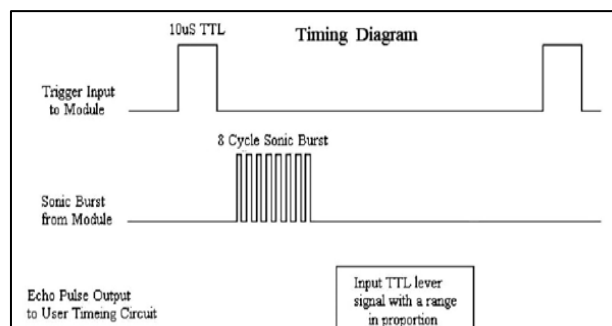 10uS TTL
Timing Diagram
Trigger Input
to Module
8 Cycle Sonic Burst
Sonic Burst
from Module
Echo Pulse Output
to User Timeing Circuit
Input TTL lever
signal with a range
in proportion